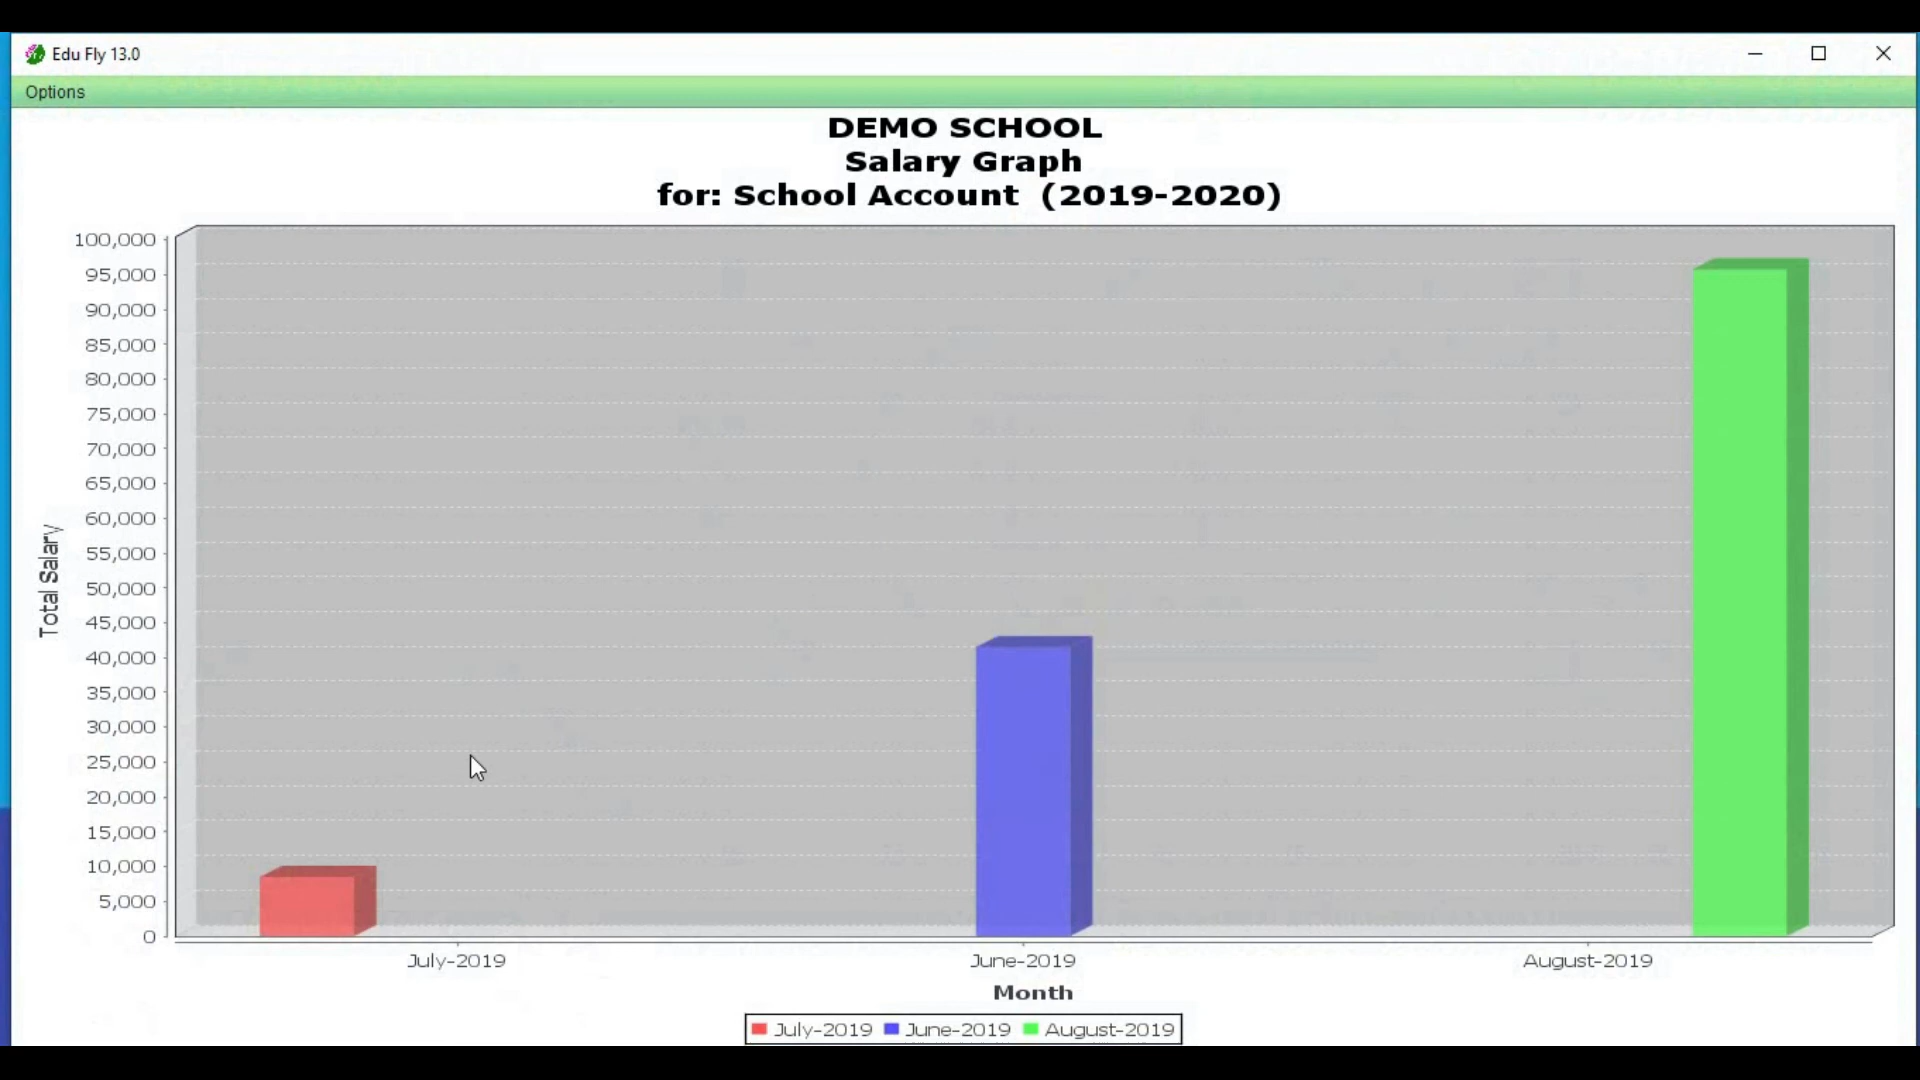 Edu Fly 13.0
Options
DEMO SCHOOL
Salary Graph
for: School Account (2019-2020)
100,000
95,000
90,000
85,000
80,000
75,000
70,000
65,000
60,000
55,000
50,000
45,000
40,000
35,000
30,000
25,000
20,000
15,000
10,000
5,000
0
Total Salary
July-2019 June-2019 August-2019
Month
July-2019 June-2019 August-2019